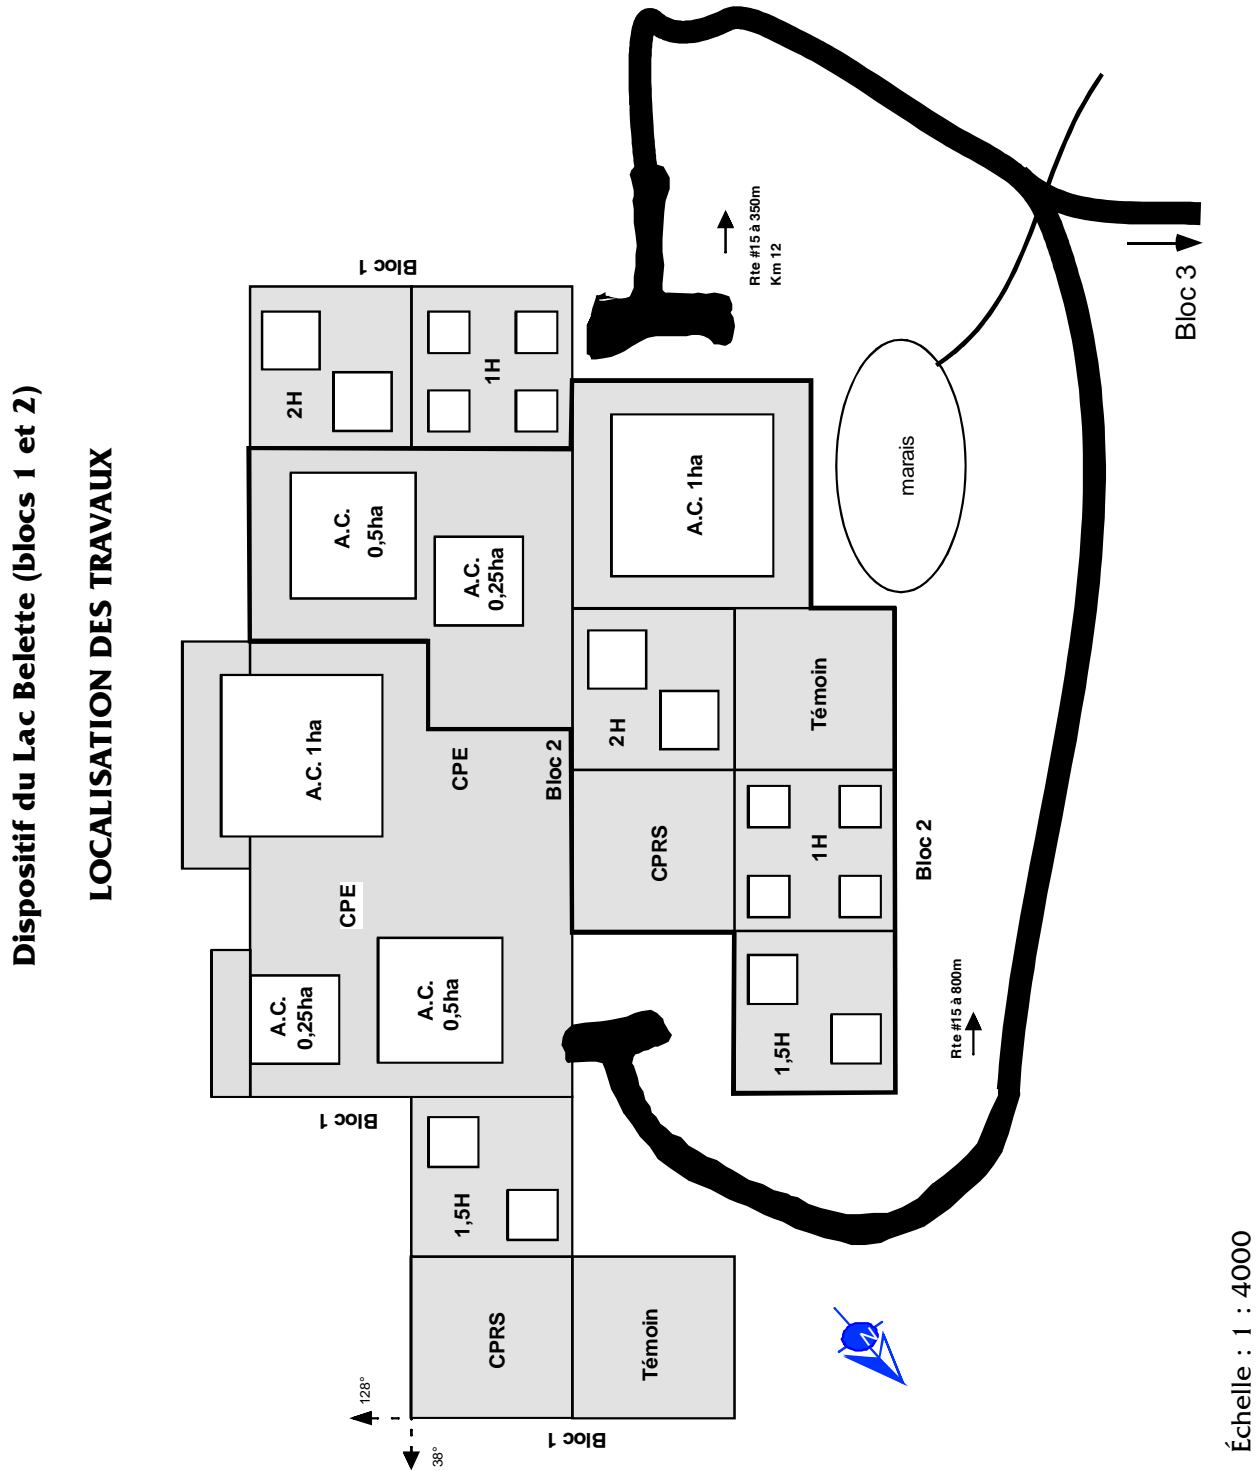 Dispositif du Lac Belette (blocs 1 et 2)
LOCALISATION DES TRAVAUX
A.C.
0,25ha
CPE
A.C. 1ha
A.C.
0,5ha
2H
Bloc 1
1H
A.C.
0,25ha
CPE
Bloc 2
A.C.
0,5ha
Bloc 1
1,5H
128°
38°
CPRS
Témoin
Bloc 1
CPRS
2H
A.C. 1ha
Rte #15 à 350m
Km 12
1,5H
1H
Témoin
marais
Bloc 2
Rte #15 à 800m
Bloc 3
N
Échelle : 1 : 4000